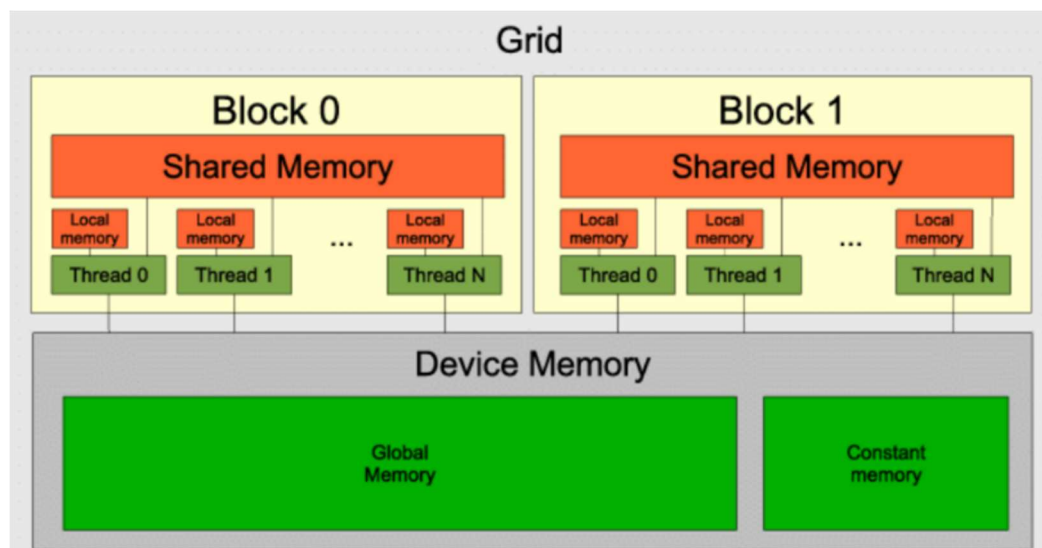 Grid
Block 0
Shared Memory
Local
memory
Local
memory
...
Local
memory
Thread 0
Thread 1
Thread N
Block 1
Shared Memory
Local
memory
Local
memory
...
Local
memory
Thread 0
Thread 1
Thread N
Device Memory
Global
Memory
Constant
memory